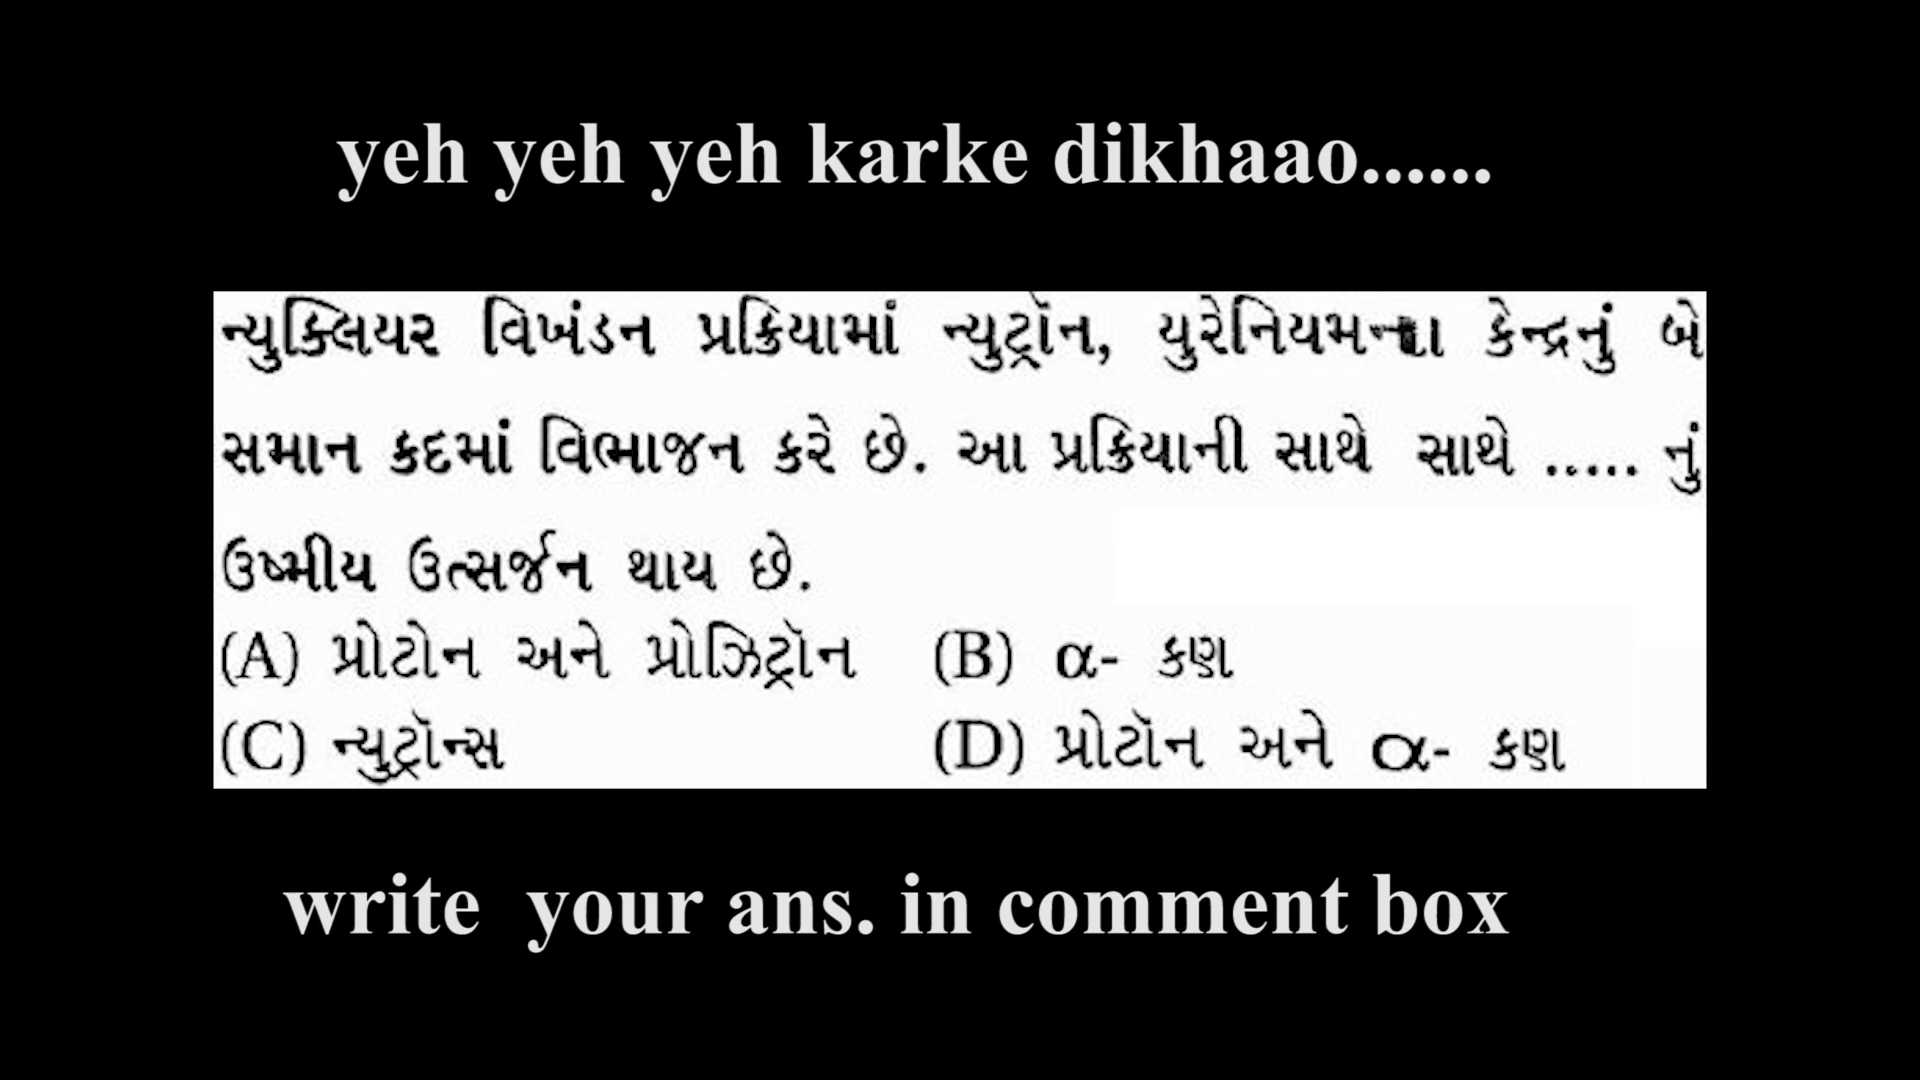 yeh yeh yeh karke dikhaao......
ન્યુક્લિયર વિખંડન પ્રક્રિયામાં ન્યુટ્રૉન, યુરેનિયમના કેન્દ્રનું બે
સમાન કદમાં વિભાજન કરે છે. આ પ્રક્રિયાની સાથે સાથે ..... નું
ઉષ્મીય ઉત્સર્જન થાય છે.
(A) પ્રોટોન અને પ્રોઝિટ્રૉન (B) α- કણ
(C) ન્યુટ્રૉન્સ (D) પ્રોટૉન અને α- કણ
write your ans. in comment box